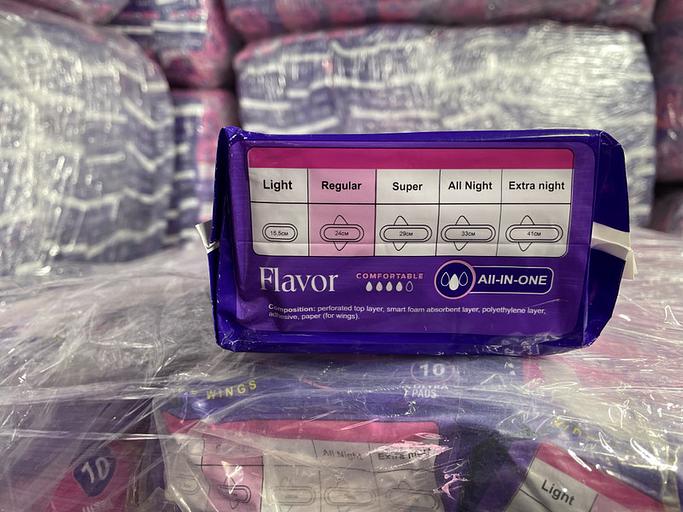 Light Regular Super All Night Extra night
15.5см 24см 29см 33см 41см
Flavor COMFORTABLE All-IN-ONE
Composition: perforated top layer, smart foam absorbent layer, polyethylene layer,
adhesive, paper (for wings).
WINGS
10
ULTRA
PADS
All Night Extra night
10
Light